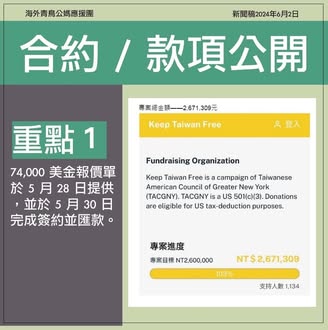 海外青鳥公媽應援團
新聞稿2024年6月2日
合約 / 款項公開
重點 1
74,000 美金報價單
於 5 月 28 日提供
，並於 5 月 30 日
完成簽約並匯款。
專案總金額——2,671,309元
Keep Taiwan Free
登入
Fundraising Organization
Keep Taiwan Free is a campaign of Taiwanese
American Council of Greater New York
(TACGNY). TACGNY is a US 501(c)(3). Donations
are eligible for US tax-deduction purposes.
專案進度
專案目標 NT2,600,000
NT$2,671,309
103%
支持人數 1,134